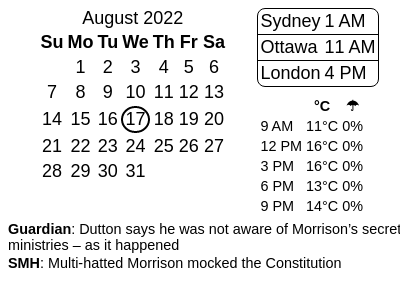 August 2022
Su Mo Tu We Th Fr Sa
1 2 3 4 5 6
7 8 9 10 11 12 13
14 15 16 17 18 19 20
21 22 23 24 25 26 27
28 29 30 31
Sydney 1 AM
Ottawa 11 AM
London 4 PM
°C ☂
9 AM 11°C 0%
12 PM 16°C 0%
3 PM 16°C 0%
6 PM 13°C 0%
9 PM 14°C 0%
Guardian: Dutton says he was not aware of Morrison’s secret
ministries – as it happened
SMH: Multi-hatted Morrison mocked the Constitution